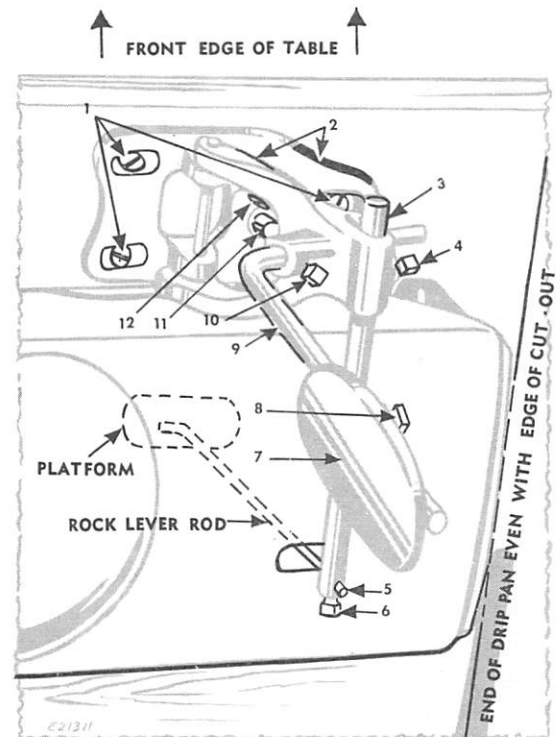 FRONT EDGE OF TABLE
1
2
3
4
12
11
10
9
8
PLATFORM
7
ROCK LEVER ROD
5
6
END OF DRIP PAN EVEN WITH EDGE OF CUT-OUT
E21311